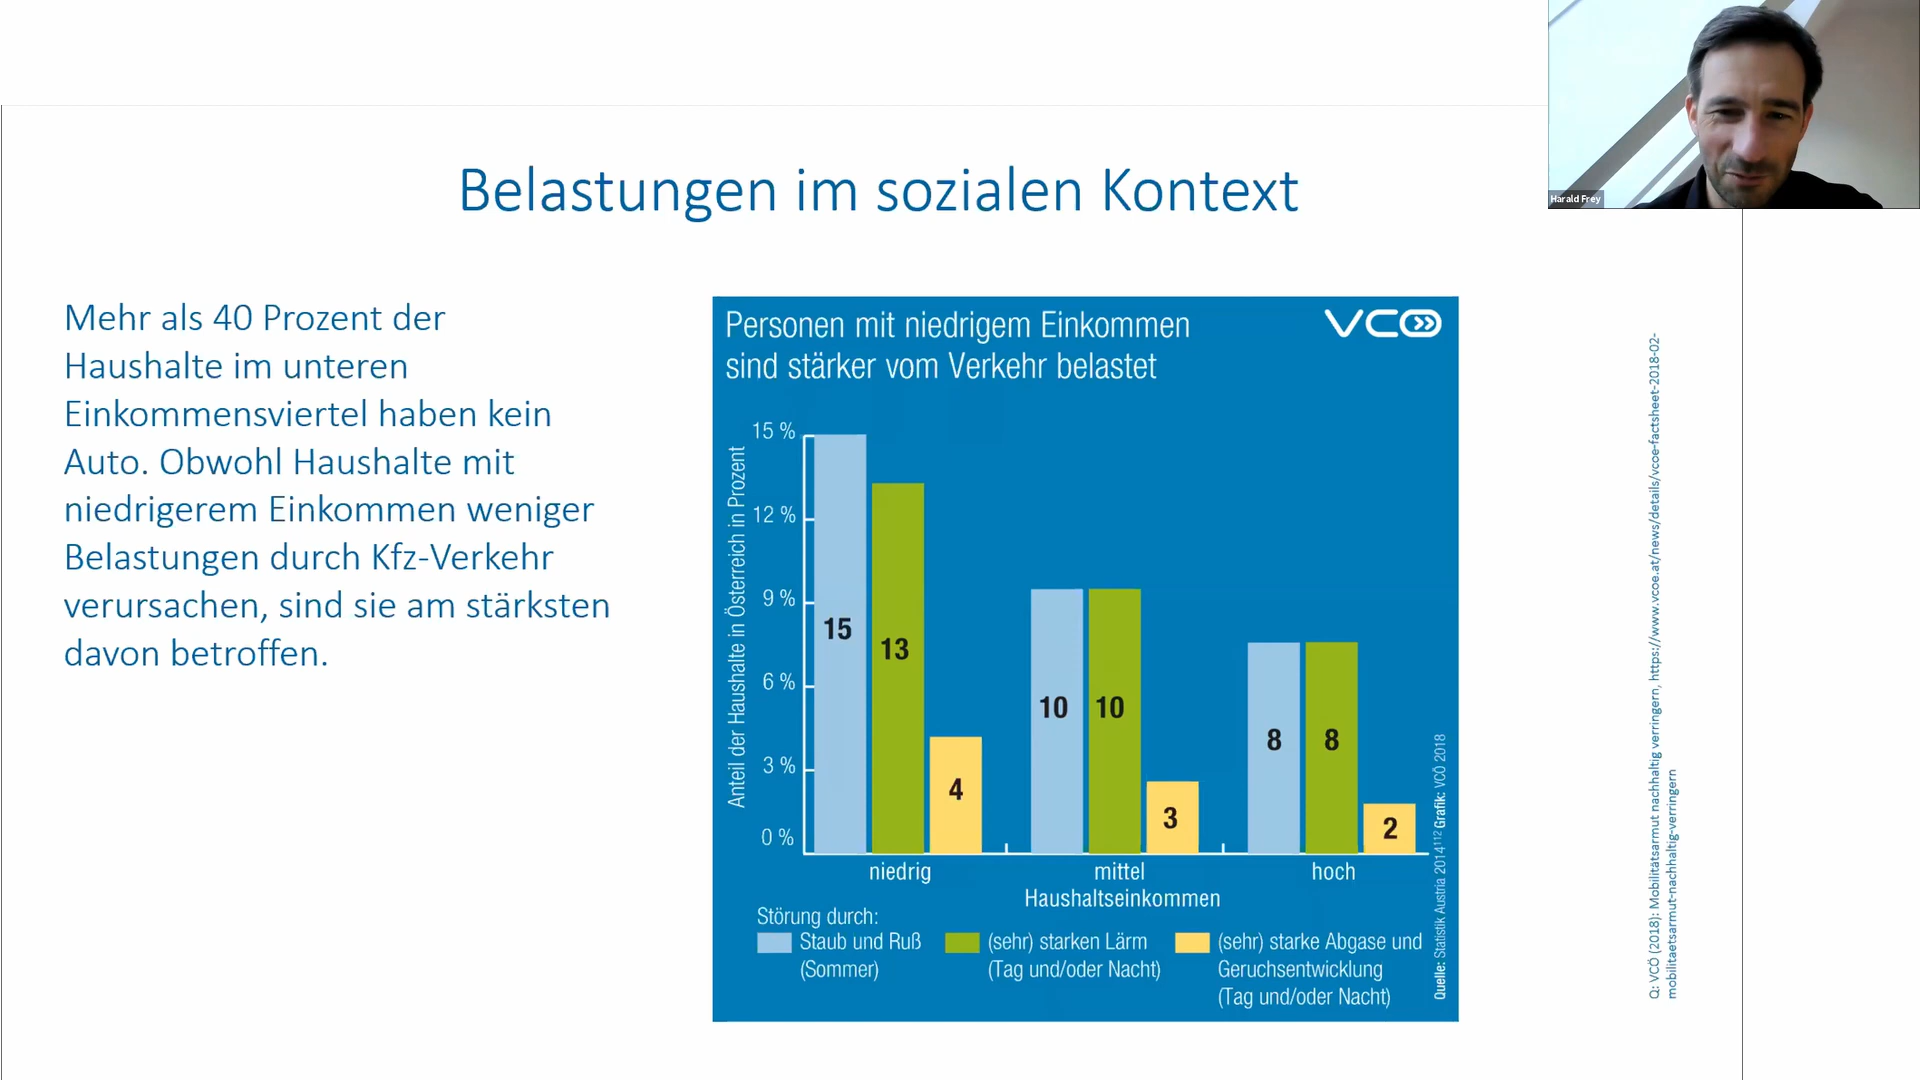 Harald Frey
Belastungen im sozialen Kontext
Mehr als 40 Prozent der
Haushalte im unteren
Einkommensviertel haben kein
Auto. Obwohl Haushalte mit
niedrigerem Einkommen weniger
Belastungen durch Kfz-Verkehr
verursachen, sind sie am stärksten
davon betroffen.
Personen mit niedrigem Einkommen
sind stärker vom Verkehr belastet
VCÖ
Anteil der Haushalte in Österreich in Prozent
15 %
12 %
9 %
6 %
3 %
0 %
15
13
4
10
10
3
8
8
2
niedrig
mittel
hoch
Haushaltseinkommen
Störung durch:
Staub und Ruß
(Sommer)
(sehr) starken Lärm
(Tag und/oder Nacht)
(sehr) starke Abgase und
Geruchsentwicklung
(Tag und/oder Nacht)
Quelle: Statistik Austria 2014¹¹² Grafik: VCÖ 2018
Q: VCÖ (2018): Mobilitätsarmut nachhaltig verringern, https://www.vcoe.at/news/details/vcoe-factsheet-2018-02-
mobilitaetsarmut-nachhaltig-verringern